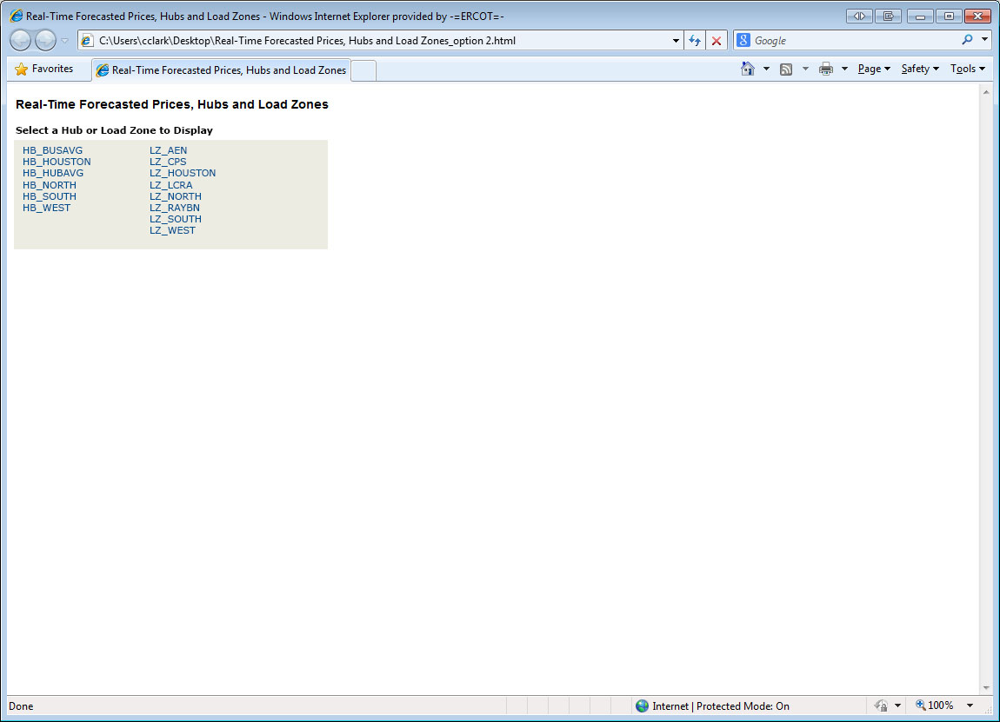 Real-Time Forecasted Prices, Hubs and Load Zones - Windows Internet Explorer provided by -=ERCOT=-
C:\Users\cclark\Desktop\Real-Time Forecasted Prices, Hubs and Load Zones_option 2.html
8 Google
Favorites
Real-Time Forecasted Prices, Hubs and Load Zones
Page Safety Tools
Real-Time Forecasted Prices, Hubs and Load Zones
Select a Hub or Load Zone to Display
HB_BUSAVG LZ_AEN
HB_HOUSTON LZ_CPS
HB_HUBAVG LZ_HOUSTON
HB_NORTH LZ_LCRA
HB_SOUTH LZ_NORTH
HB_WEST LZ_RAYBN
LZ_SOUTH
LZ_WEST
Done Internet | Protected Mode: On 100%